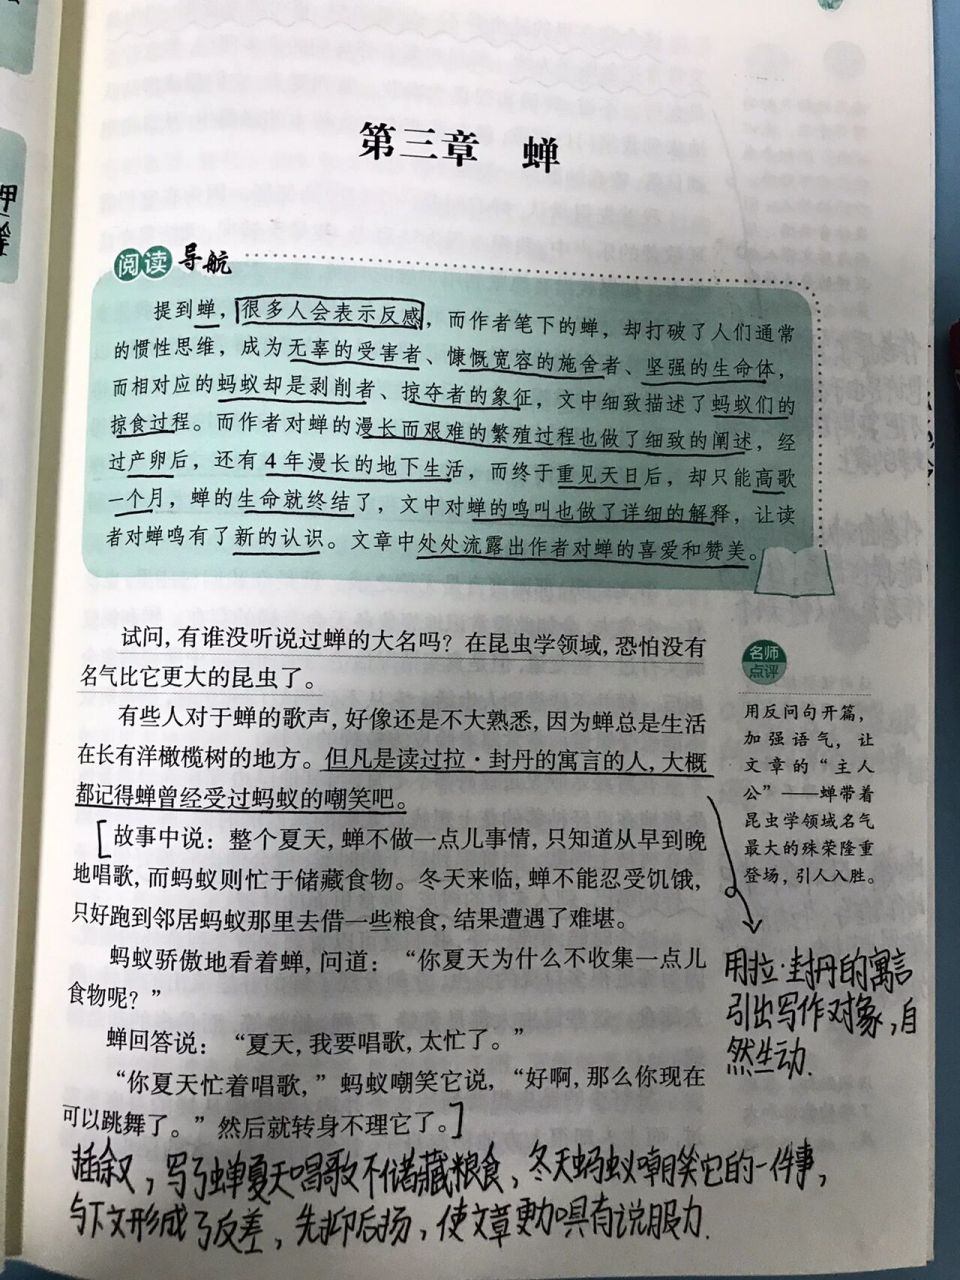 第三章 蝉
阅读导航
提到蝉，很多人会表示反感，而作者笔下的蝉，却打破了人们通常
的惯性思维，成为无辜的受害者、慷慨宽容的施舍者、坚强的生命体，
而相对应的蚂蚁却是剥削者、掠夺者的象征，文中细致描述了蚂蚁们的
掠食过程。而作者对蝉的漫长而艰难的繁殖过程也做了细致的阐述，经
过产卵后，还有4年漫长的地下生活，而终于重见天日后，却只能高歌
一个月，蝉的生命就终结了，文中对蝉的鸣叫也做了详细的解释，让读
者对蝉鸣有了新的认识。文章中处处流露出作者对蝉的喜爱和赞美。
试问，有谁没听说过蝉的大名吗？在昆虫学领域，恐怕没有
名气比它更大的昆虫了。
有些人对于蝉的歌声，好像还是不大熟悉，因为蝉总是生活
在长有洋橄榄树的地方。但凡是读过拉·封丹的寓言的人，大概
都记得蝉曾经受过蚂蚁的嘲笑吧。
故事中说：整个夏天，蝉不做一点儿事情，只知道从早到晚
地唱歌，而蚂蚁则忙于储藏食物。冬天来临，蝉不能忍受饥饿，
只好跑到邻居蚂蚁那里去借一些粮食，结果遭遇了难堪。
蚂蚁骄傲地看着蝉，问道：“你夏天为什么不收集一点儿
食物呢？”
蝉回答说：“夏天，我要唱歌，太忙了。”
“你夏天忙着唱歌，”蚂蚁嘲笑它说，“好啊，那么你现在
可以跳舞了。”然后就转身不理它了。
插叙，写了蝉夏天唱歌不储藏粮食，冬天蚂蚁嘲笑它的一件事，
与下文形成了反差，先抑后扬，使文章更加具有说服力.
名师
点评
用反问句开篇，
加强语气，让
文章的“主人
公”——蝉带着
昆虫学领域名气
最大的殊荣隆重
登场，引人入胜。
用拉·封丹的寓言
引出写作对象，自
然生动.